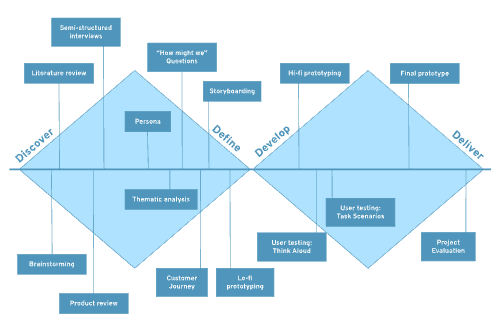 Semi-structured
interviews
"How might we"
Questions
Literature review
Hi-fi prototyping
Final prototype
Storyboarding
Persona
Discover
Define
Develop
Deliver
Thematic analysis
User testing:
Task Scenarios
User testing:
Think Aloud
Project
Evaluation
Brainstorming
Customer
Journey
Lo-fi
prototyping
Product review